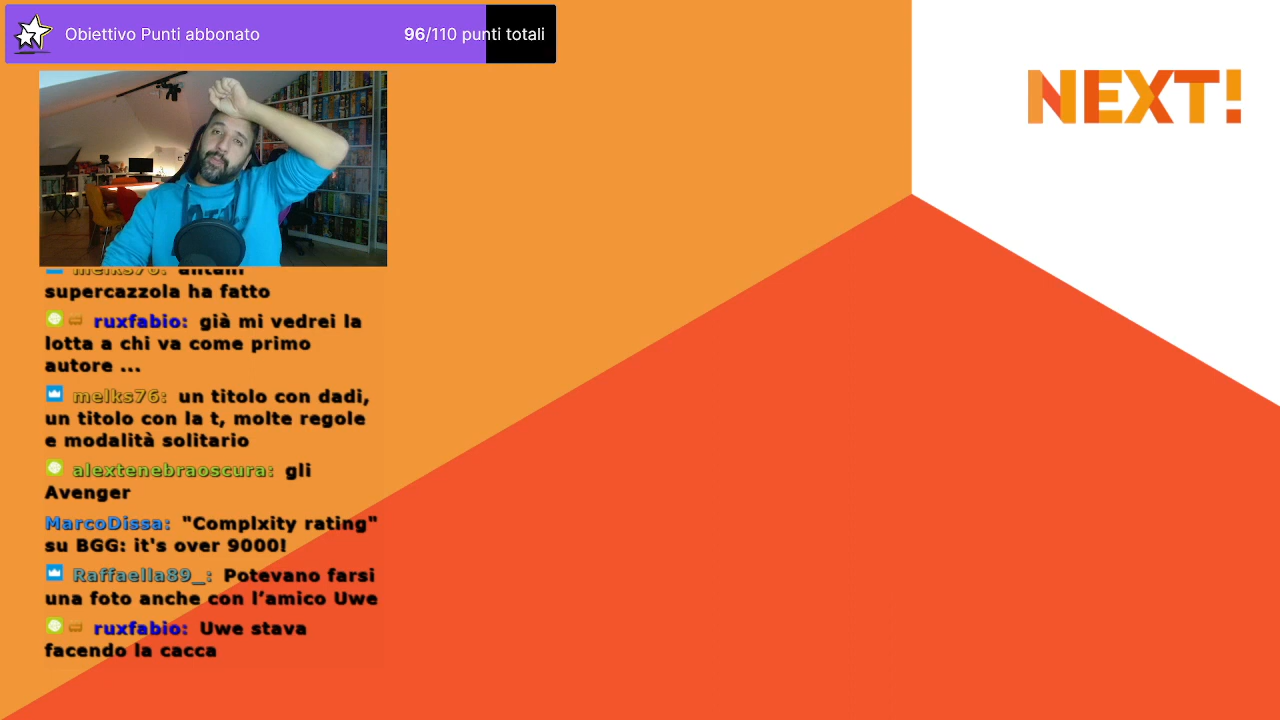 Obiettivo Punti abbonato 96/110 punti totali
NEXT!
melks76: antani
supercazzola ha fatto
ruxfabio: già mi vedrei la
lotta a chi va come primo
autore ...
melks76: un titolo con dadi,
un titolo con la t, molte regole
e modalità solitario
alextenebraoscura: gli
Avenger
MarcoDissa: "Complxity rating"
su BGG: it's over 9000!
Raffaella89_: Potevano farsi
una foto anche con l'amico Uwe
ruxfabio: Uwe stava
facendo la cacca